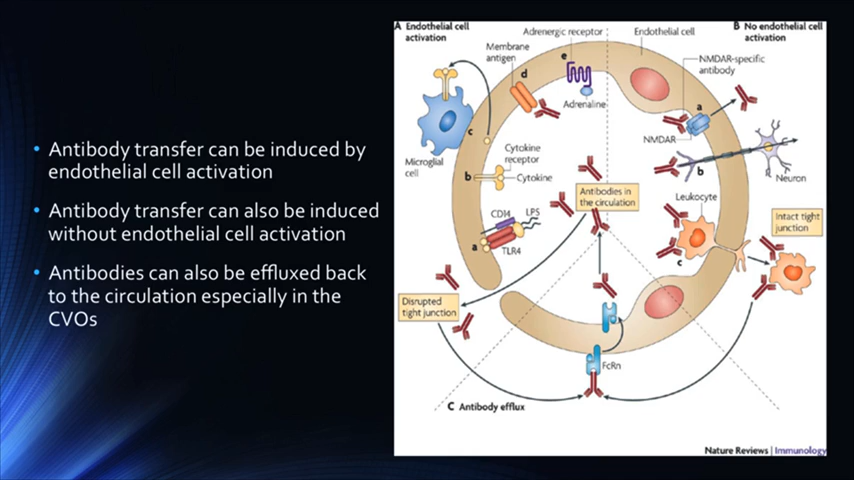 • Antibody transfer can be induced by
endothelial cell activation
• Antibody transfer can also be induced
without endothelial cell activation
• Antibodies can also be effluxed back
to the circulation especially in the
CVOs
A Endothelial cell
activation
Adrenergic receptor
Endothelial cell
B No endothelial cell
activation
Membrane
antigen
e
NMDAR-specific
antibody
d
Adrenaline
a
NMDAR
c
Microglial
cell
Cytokine
receptor
b
Cytokine
b
Neuron
Antibodies in
the circulation
Leukocyte
Intact tight
junction
CD14
LPS
a
TLR4
c
Disrupted
tight junction
FcRn
C Antibody efflux
Nature Reviews | Immunology